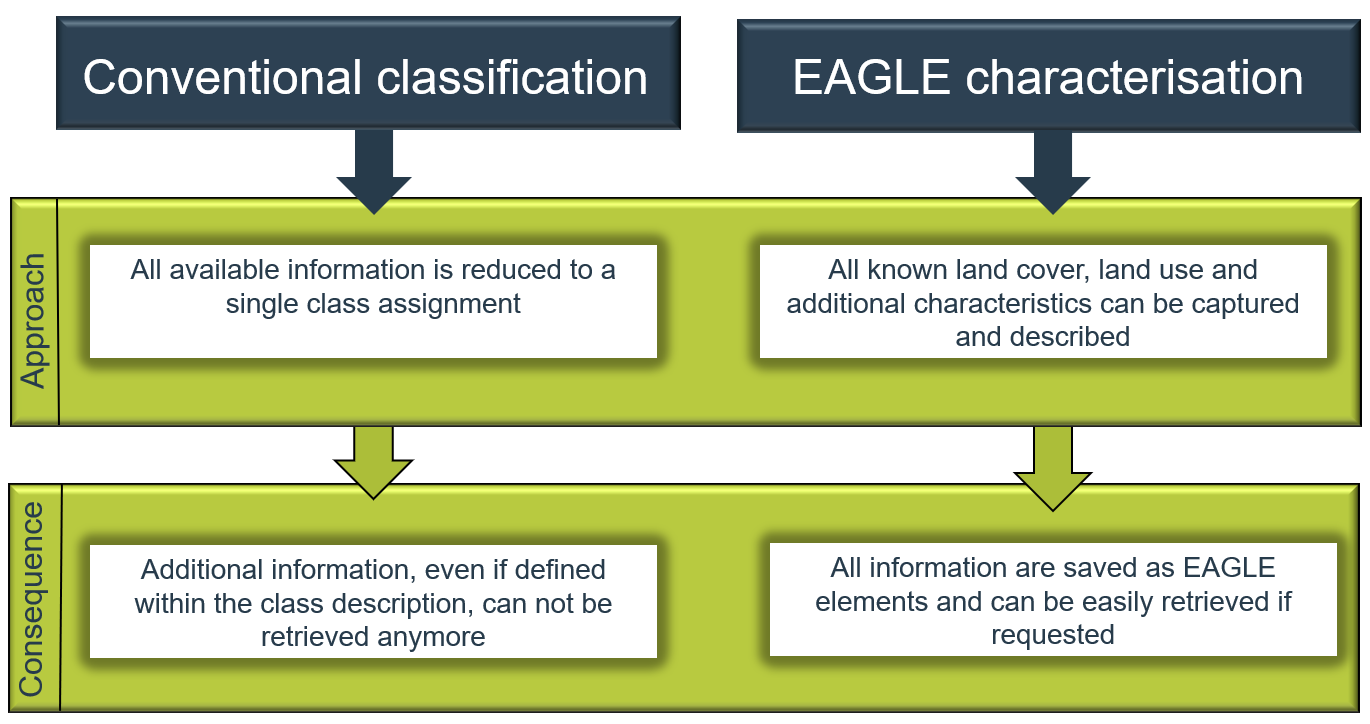 Conventional classification
EAGLE characterisation
Approach
All available information is reduced to a
single class assignment
All known land cover, land use and
additional characteristics can be captured
and described
Consequence
Additional information, even if defined
within the class description, can not be
retrieved anymore
All information are saved as EAGLE
elements and can be easily retrieved if
requested